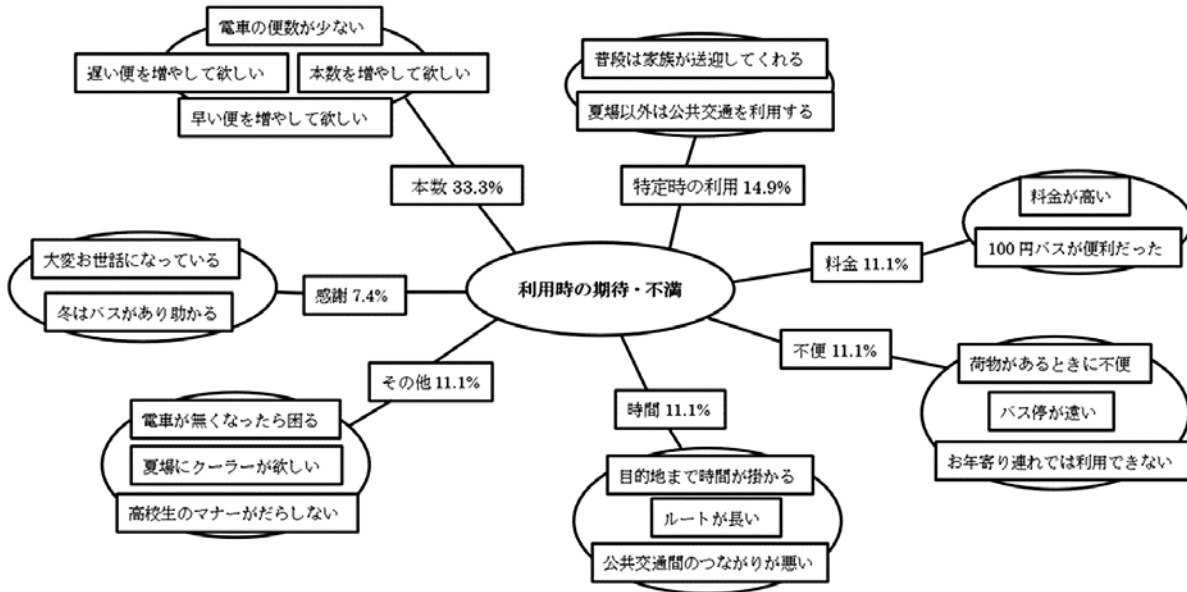 電車の便数が少ない
遅い便を増やして欲しい
本数を増やして欲しい
早い便を増やして欲しい
本数 33.3%
普段は家族が送迎してくれる
夏場以外は公共交通を利用する
特定時の利用 14.9%
料金が高い
100円バスが便利だった
料金 11.1%
利用時の期待・不満
大変お世話になっている
冬はバスがあり助かる
感謝 7.4%
不便 11.1%
荷物があるときに不便
バス停が遠い
お年寄り連れでは利用できない
その他 11.1%
電車が無くなったら困る
夏場にクーラーが欲しい
高校生のマナーがだらしない
時間 11.1%
目的地まで時間が掛かる
ルートが長い
公共交通間のつながりが悪い